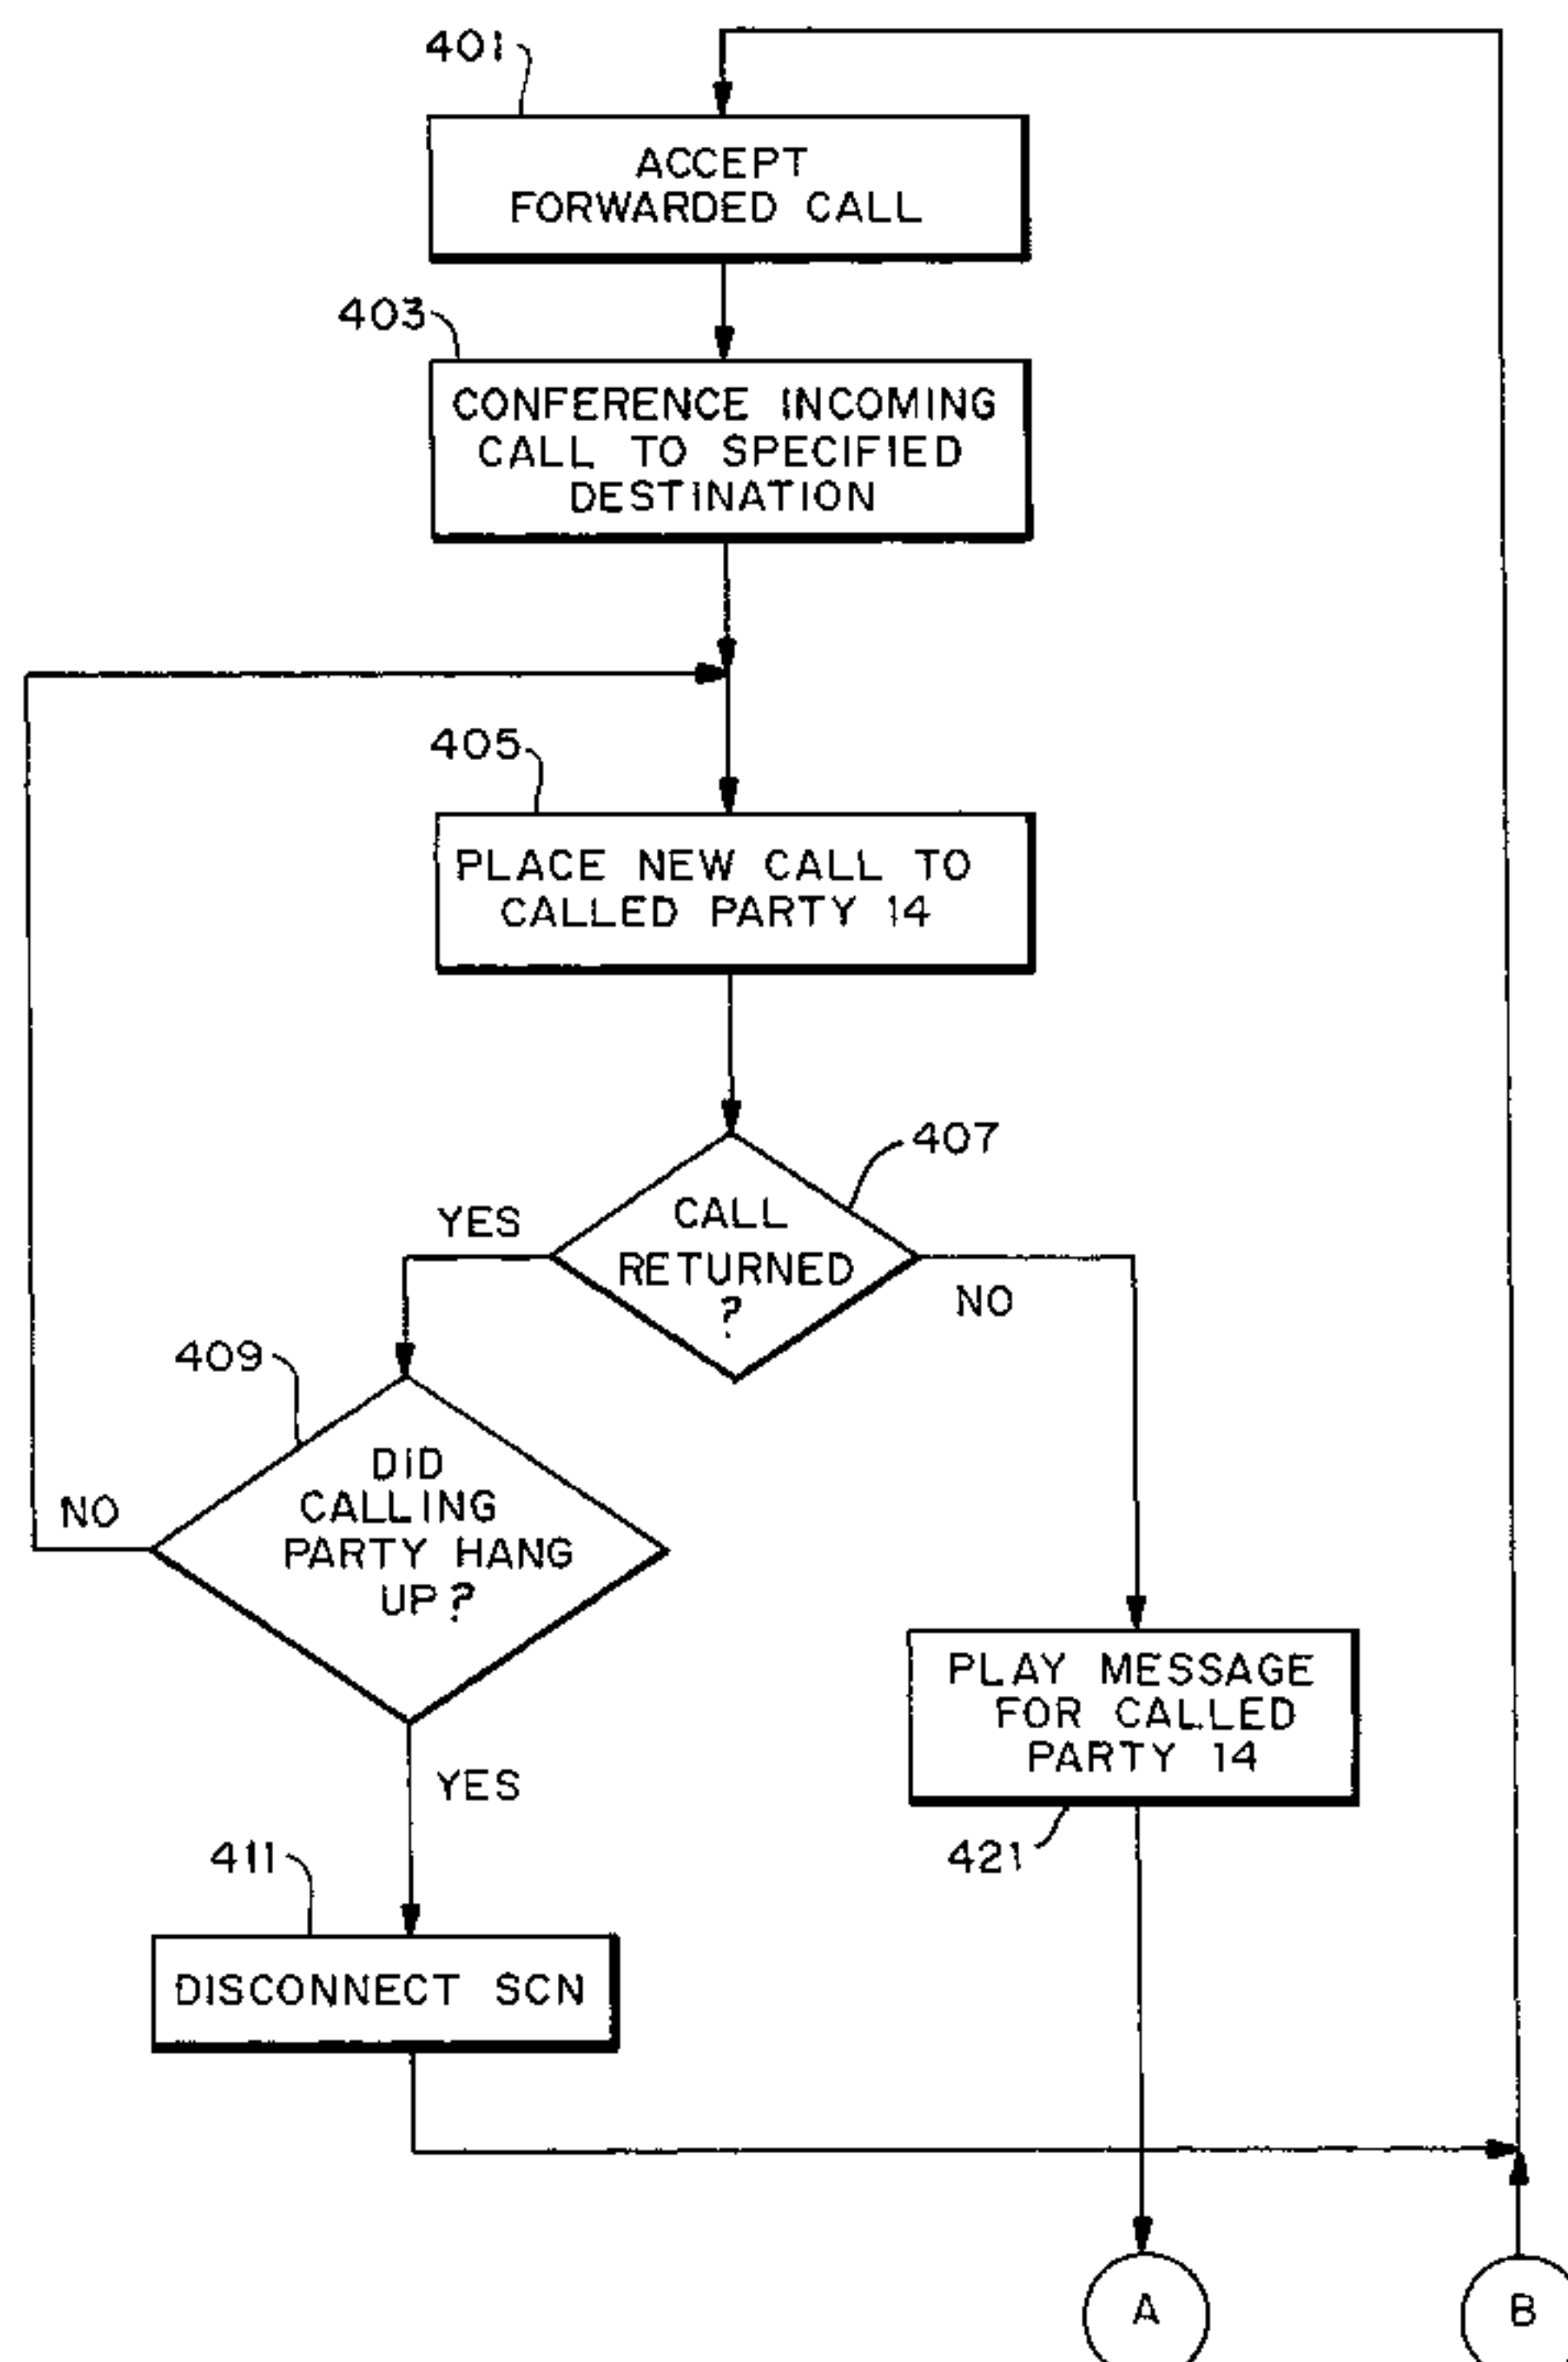 401
ACCEPT
FORWARDED CALL
403
CONFERENCE INCOMING
CALL TO SPECIFIED
DESTINATION
405
PLACE NEW CALL TO
CALLED PARTY 14
407
CALL
RETURNED
?
YES
NO
409
DID
CALLING
PARTY HANG
UP?
NO
YES
PLAY MESSAGE
FOR CALLED
PARTY 14
421
411
DISCONNECT SCN
A
B